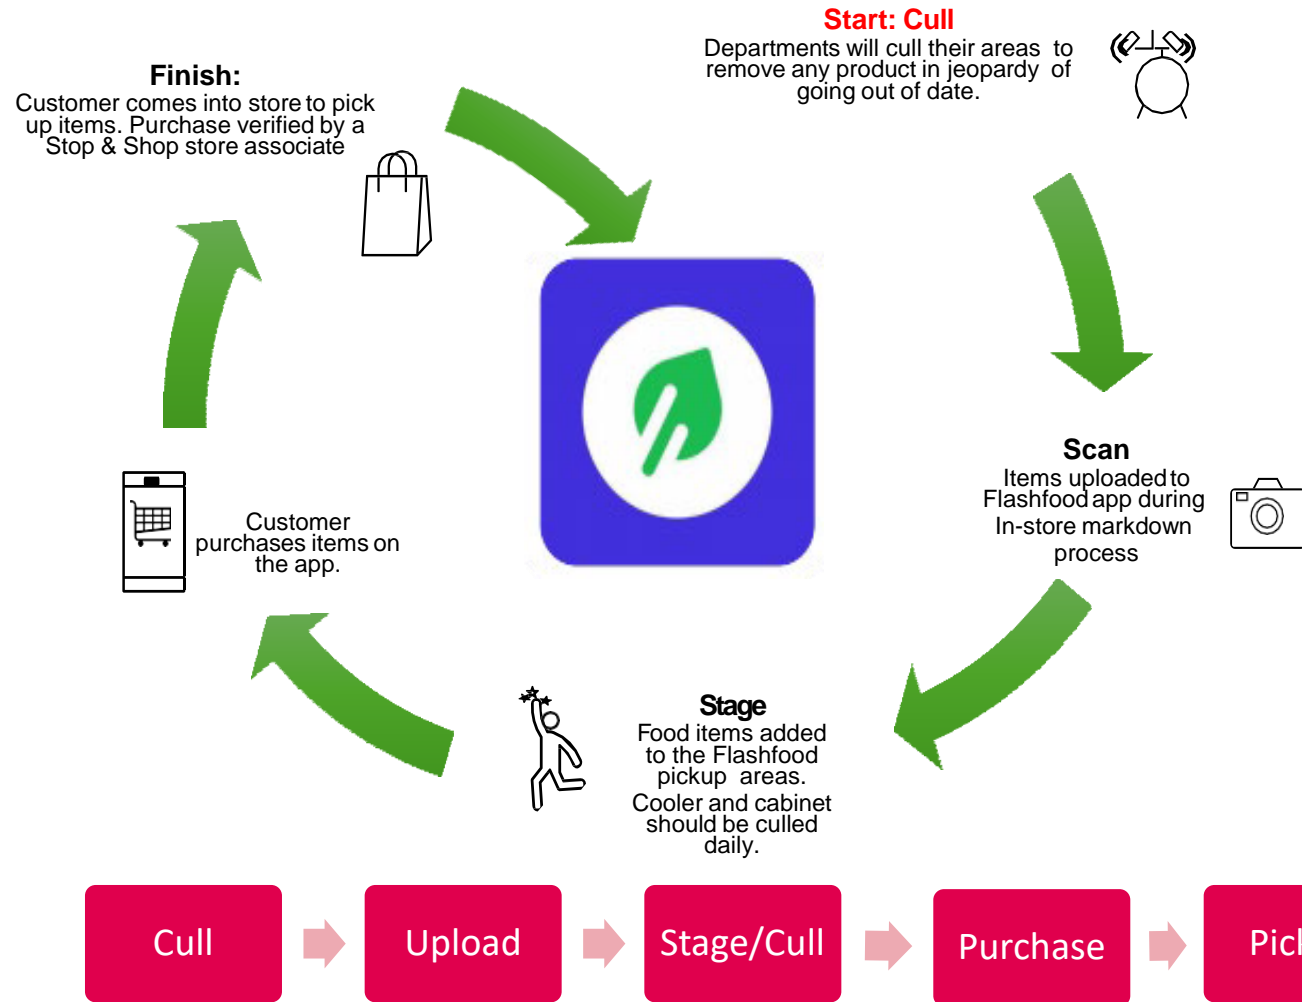 Start: Cull
Departments will cull their areas to
remove any product in jeopardy of
going out of date.
Finish:
Customer comes into store to pick
up items. Purchase verified by a
Stop & Shop store associate
Scan
Items uploaded to
Flashfood app during
In-store markdown
process
Customer
purchases items on
the app.
Stage
Food items added
to the Flashfood
pickup areas.
Cooler and cabinet
should be culled
daily.
Cull
Upload
Stage/Cull
Purchase